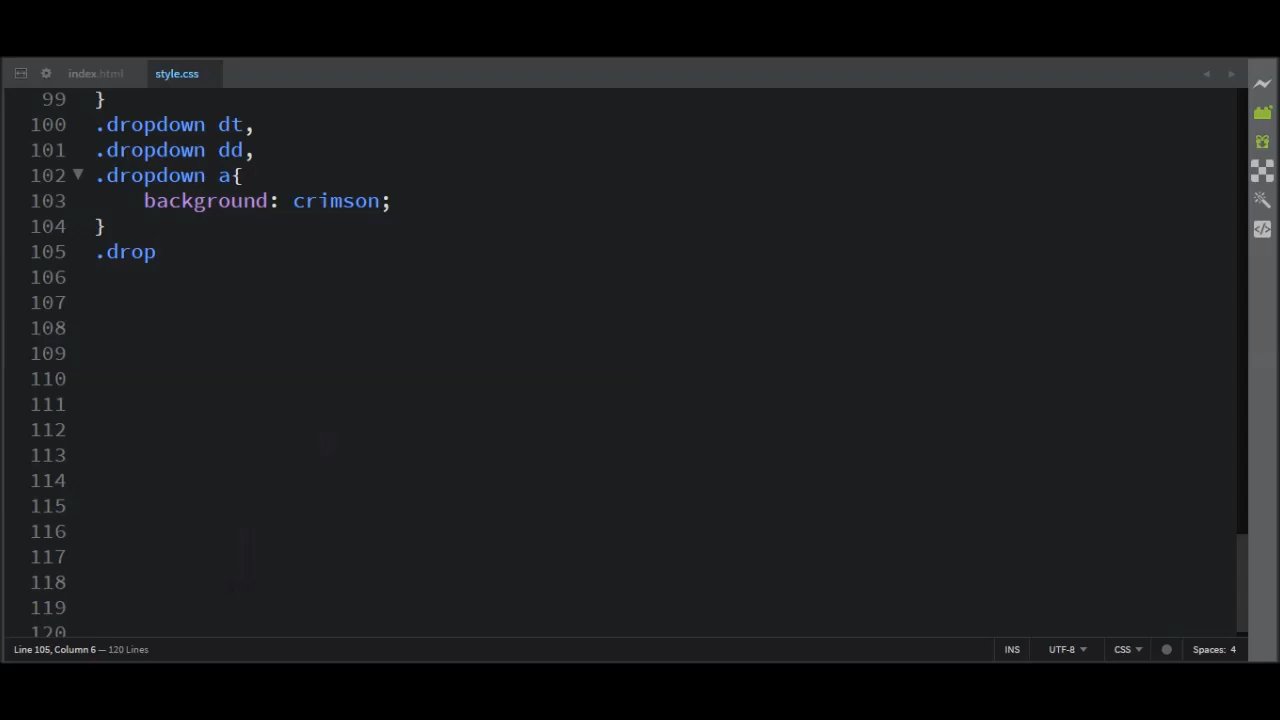 index.html
style.css
99 }
100 .dropdown dt,
101 .dropdown dd,
102 .dropdown a{
103 background: crimson;
104 }
105 .drop
106
107
108
109
110
111
112
113
114
115
116
117
118
119
120
Line 105, Column 6 — 120 Lines
INS
UTF-8
CSS
Spaces: 4